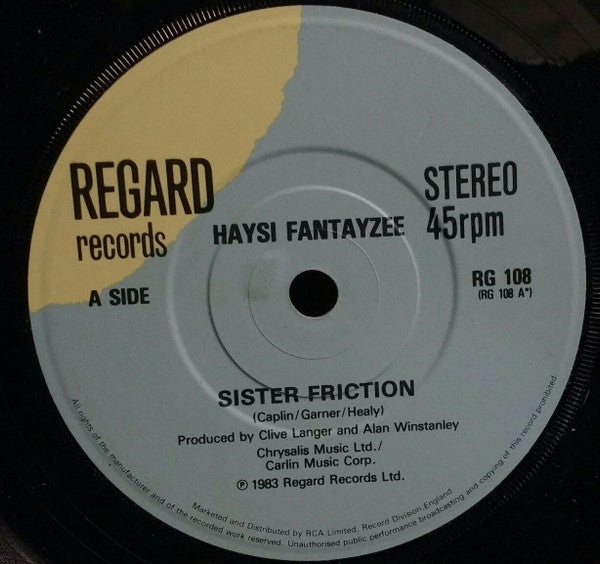 REGARD
records
HAYSI FANTAYZEE
STEREO
45rpm
A SIDE
RG 108
(RG 108 A*)
SISTER FRICTION
(Caplin/Garner/Healy)
Produced by Clive Langer and Alan Winstanley
Chrysalis Music Ltd./
Carlin Music Corp.
℗ 1983 Regard Records Ltd.
Marketed and Distributed by RCA Limited, Record Division, England.
All rights of the manufacturer and of the recorded work reserved. Unauthorised public performance broadcasting and copying of this record prohibited.